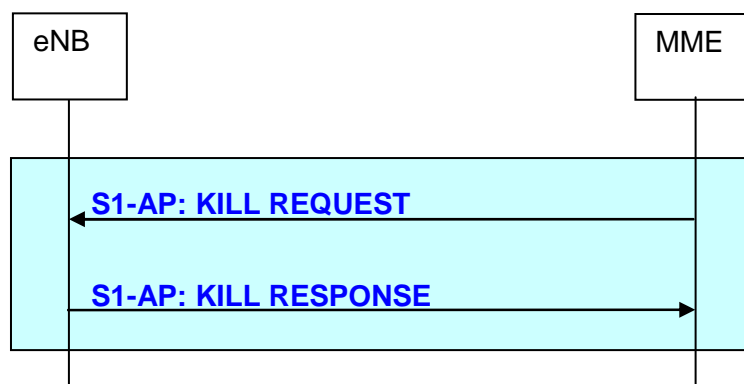 eNB
MME
S1-AP: KILL REQUEST
S1-AP: KILL RESPONSE